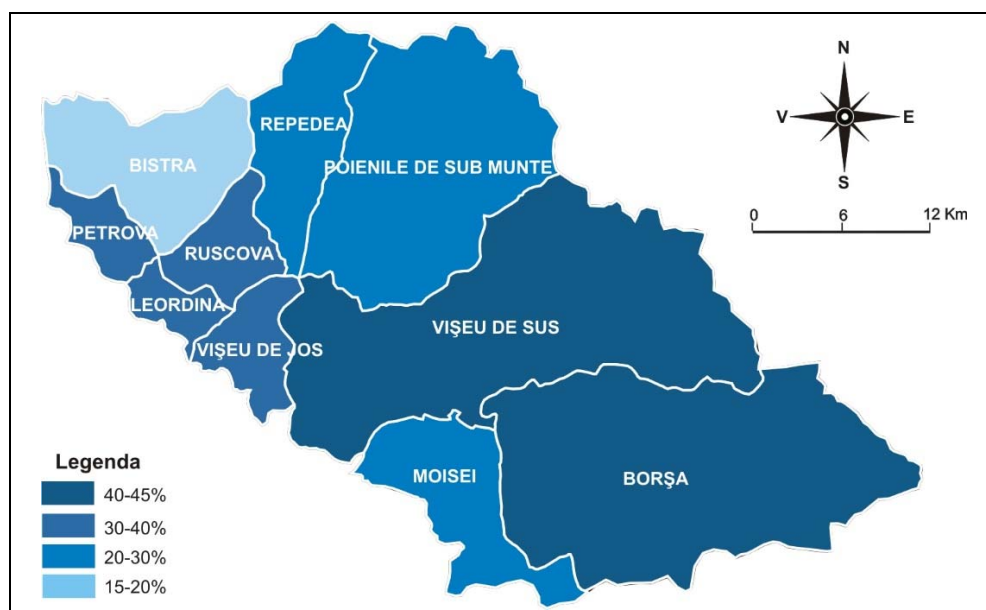 N
V E
S
0 6 12 Km
REPEDEA
BISTRA
POIENILE DE SUB MUNTE
PETROVA
RUSCOVA
LEORDINA
VIŞEU DE SUS
VIŞEU DE JOS
MOISEI
BORŞA
Legenda
40-45%
30-40%
20-30%
15-20%